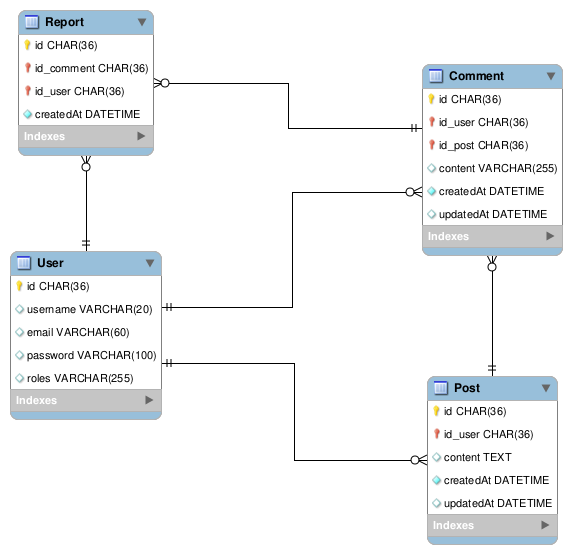 Report
id CHAR(36)
id_comment CHAR(36)
id_user CHAR(36)
createdAt DATETIME
Indexes
Comment
id CHAR(36)
id_user CHAR(36)
id_post CHAR(36)
content VARCHAR(255)
createdAt DATETIME
updatedAt DATETIME
Indexes
User
id CHAR(36)
username VARCHAR(20)
email VARCHAR(60)
password VARCHAR(100)
roles VARCHAR(255)
Indexes
Post
id CHAR(36)
id_user CHAR(36)
content TEXT
createdAt DATETIME
updatedAt DATETIME
Indexes